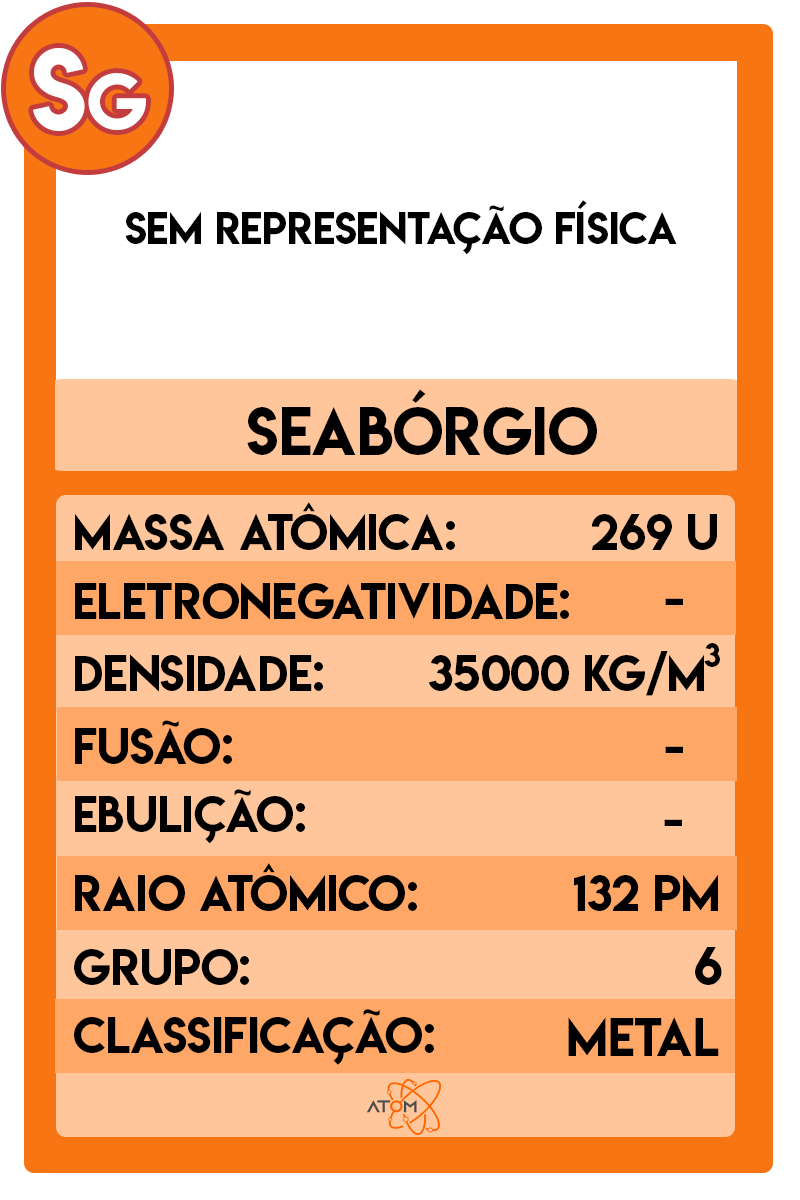 SG
SEM REPRESENTAÇÃO FÍSICA
SEABÓRGIO
MASSA ATÔMICA: 269 U
ELETRONEGATIVIDADE: -
DENSIDADE: 35000 KG/M³
FUSÃO: -
EBULIÇÃO: -
RAIO ATÔMICO: 132 PM
GRUPO: 6
CLASSIFICAÇÃO: METAL
ATOM